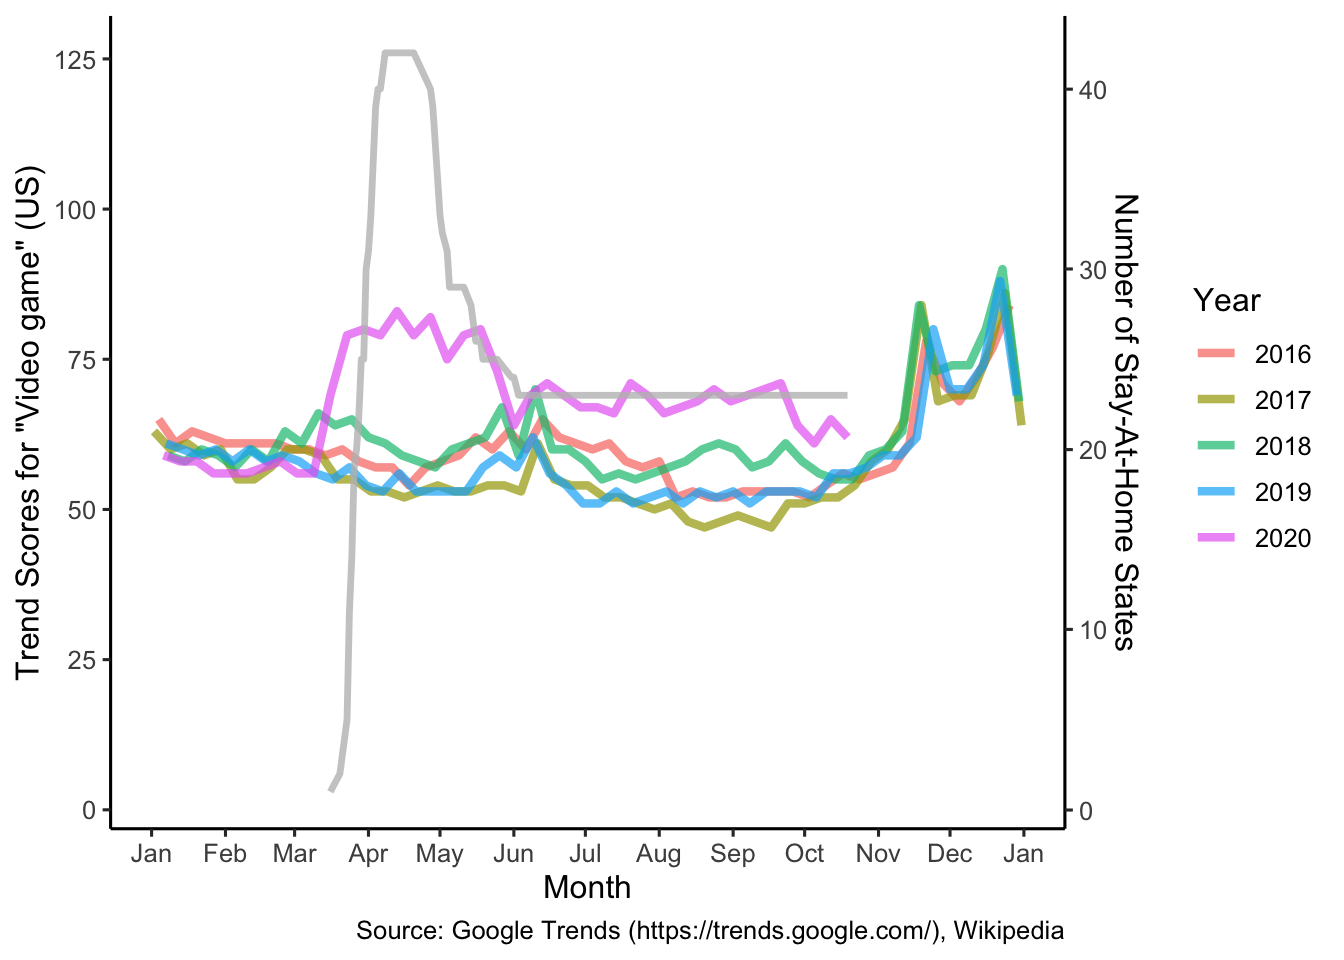 Trend Scores for "Video game" (US)
125
100
75
50
25
0
40
30
20
10
0
Number of Stay-At-Home States
Jan Feb Mar Apr May Jun Jul Aug Sep Oct Nov Dec Jan
Month
Year
2016
2017
2018
2019
2020
Source: Google Trends (https://trends.google.com/), Wikipedia